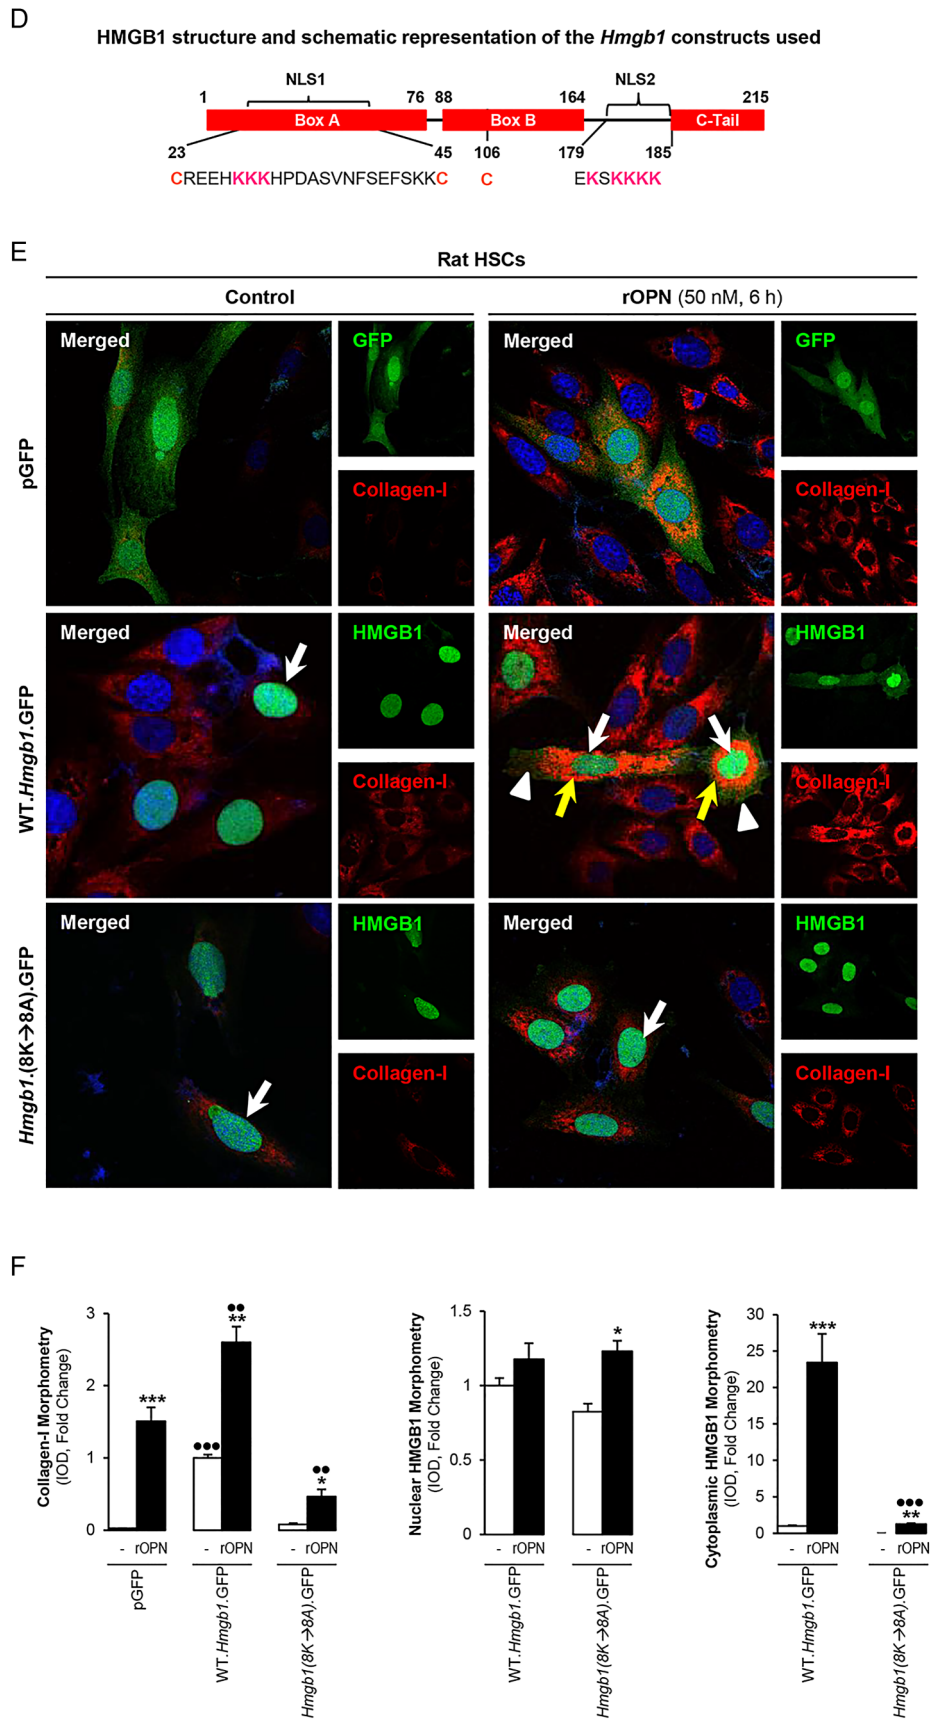 D
HMGB1 structure and schematic representation of the Hmgb1 constructs used
NLS1 NLS2
1 76 88 164 215
Box A Box B C-Tail
23 45 106 179 185
CREEHKKKHPDASVNFSEFSKKC C EKSKKKK
E
Rat HSCs
Control rOPN (50 nM, 6 h)
pGFP
Merged GFP Merged GFP
Collagen-I Collagen-I
WT.Hmgb1.GFP
Merged HMGB1 Merged HMGB1
Collagen-I Collagen-I
Hmgb1.(8K→8A).GFP
Merged HMGB1 Merged HMGB1
Collagen-I Collagen-I
F
Collagen-I Morphometry
(IOD, Fold Change)
3
2
1
0
***
●●●
●●
**
●●
*
- rOPN - rOPN - rOPN
pGFP
WT.Hmgb1.GFP
Hmgb1(8K→8A).GFP
Nuclear HMGB1 Morphometry
(IOD, Fold Change)
1.5
1
0.5
0
*
- rOPN - rOPN
WT.Hmgb1.GFP
Hmgb1(8K→8A).GFP
Cytoplasmic HMGB1 Morphometry
(IOD, Fold Change)
30
25
20
15
10
5
0
***
●●●
**
- rOPN - rOPN
WT.Hmgb1.GFP
Hmgb1(8K→8A).GFP